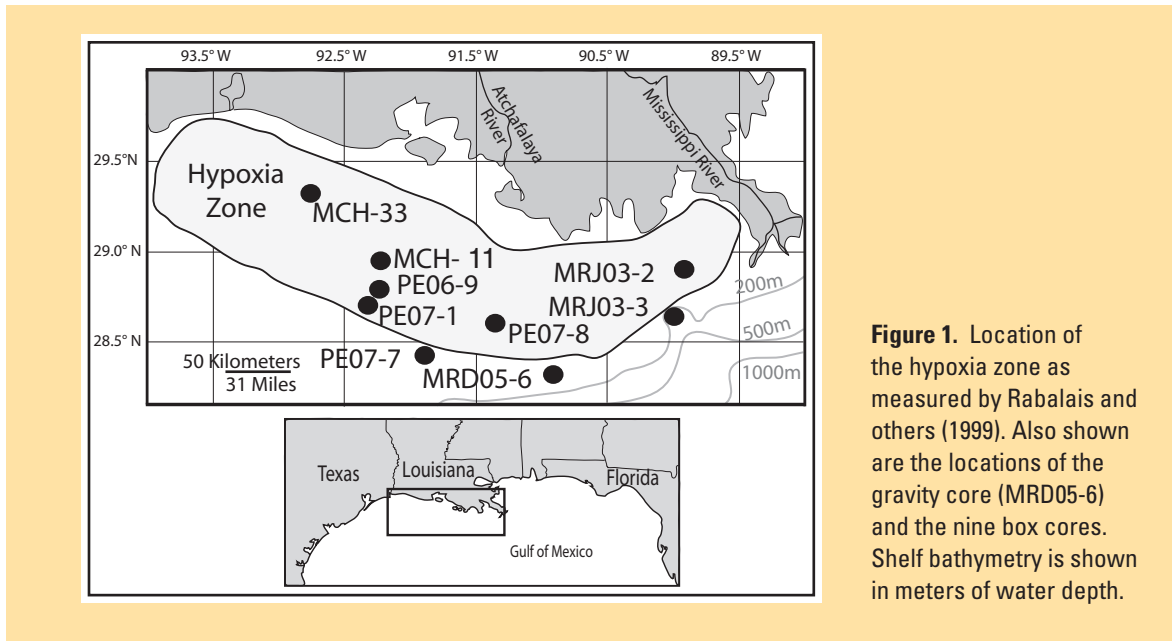 93.5° W 92.5° W 91.5° W 90.5° W 89.5° W
29.5°N
29.0° N
28.5°N
Atchafalaya
River
Mississippi River
Hypoxia
Zone
MCH-33
MCH- 11
PE06-9
PE07-1
MRJ03-2
MRJ03-3
PE07-8
PE07-7
MRD05-6
200m
500m
1000m
50 Kilometers
31 Miles
Texas
Louisiana
Florida
Gulf of Mexico
Figure 1. Location of
the hypoxia zone as
measured by Rabalais and
others (1999). Also shown
are the locations of the
gravity core (MRD05-6)
and the nine box cores.
Shelf bathymetry is shown
in meters of water depth.